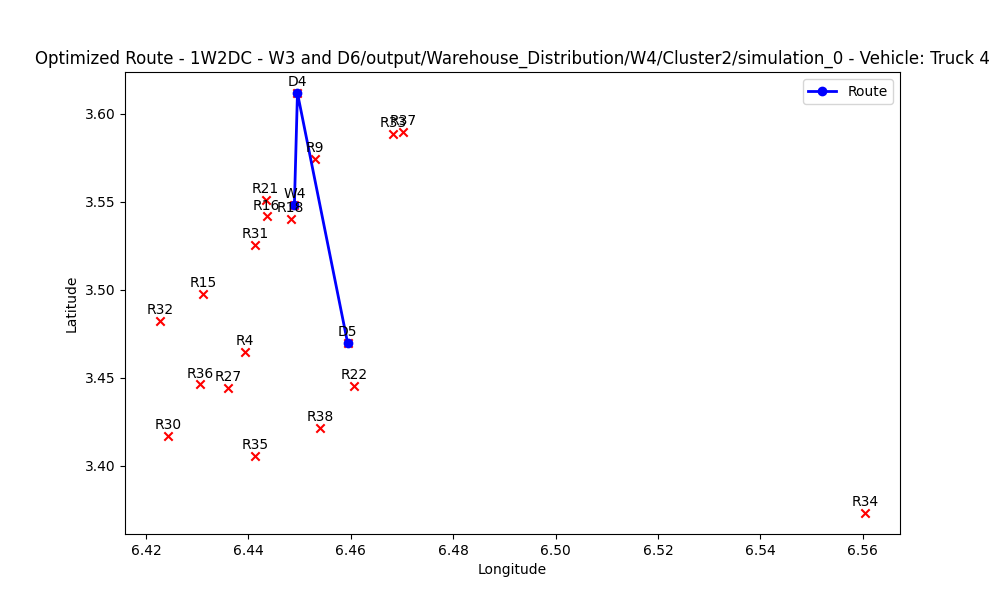 Optimized Route - 1W2DC - W3 and D6/output/Warehouse_Distribution/W4/Cluster2/simulation_0 - Vehicle: Truck 4
Route
D4
R33
R37
R9
R21
W4
R16
R18
R31
R15
R32
D5
R4
R36
R27
R22
R38
R30
R35
R34
3.60
3.55
3.50
3.45
3.40
Latitude
6.42 6.44 6.46 6.48 6.50 6.52 6.54 6.56
Longitude